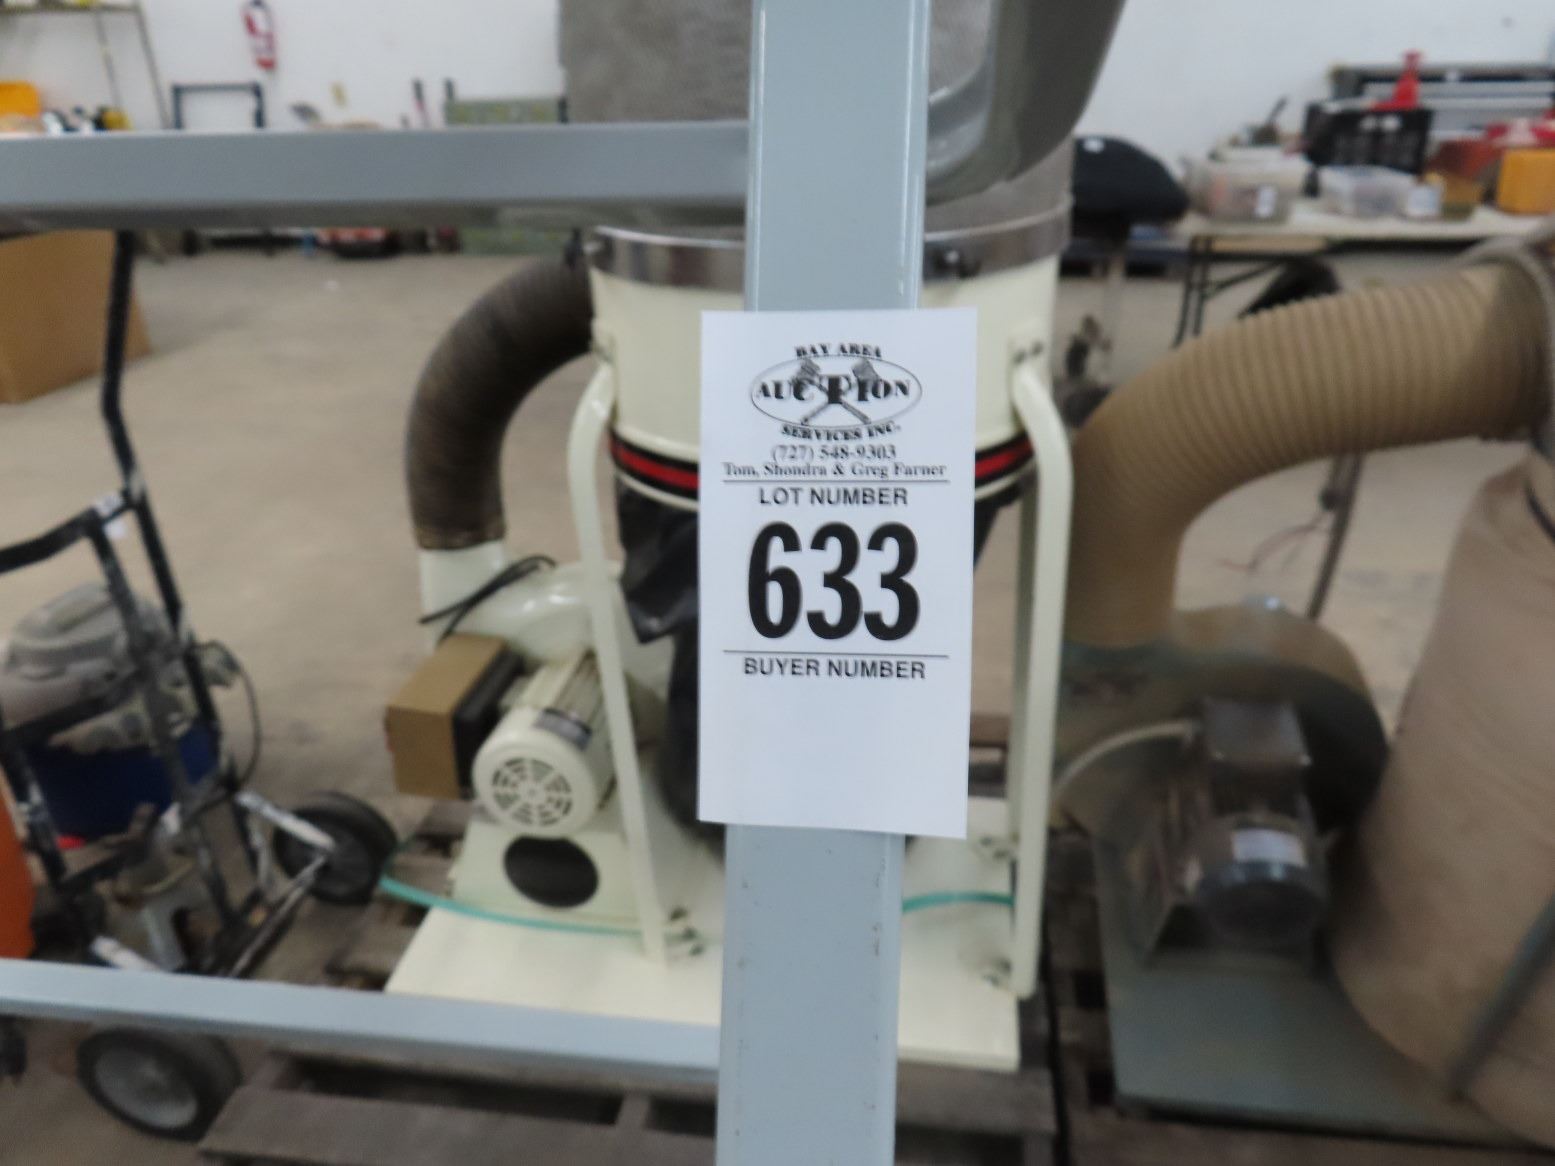 BAY AREA
AUCTION
SERVICES INC.
(727) 548-9303
Tom, Shondra & Greg Farner
LOT NUMBER
633
BUYER NUMBER